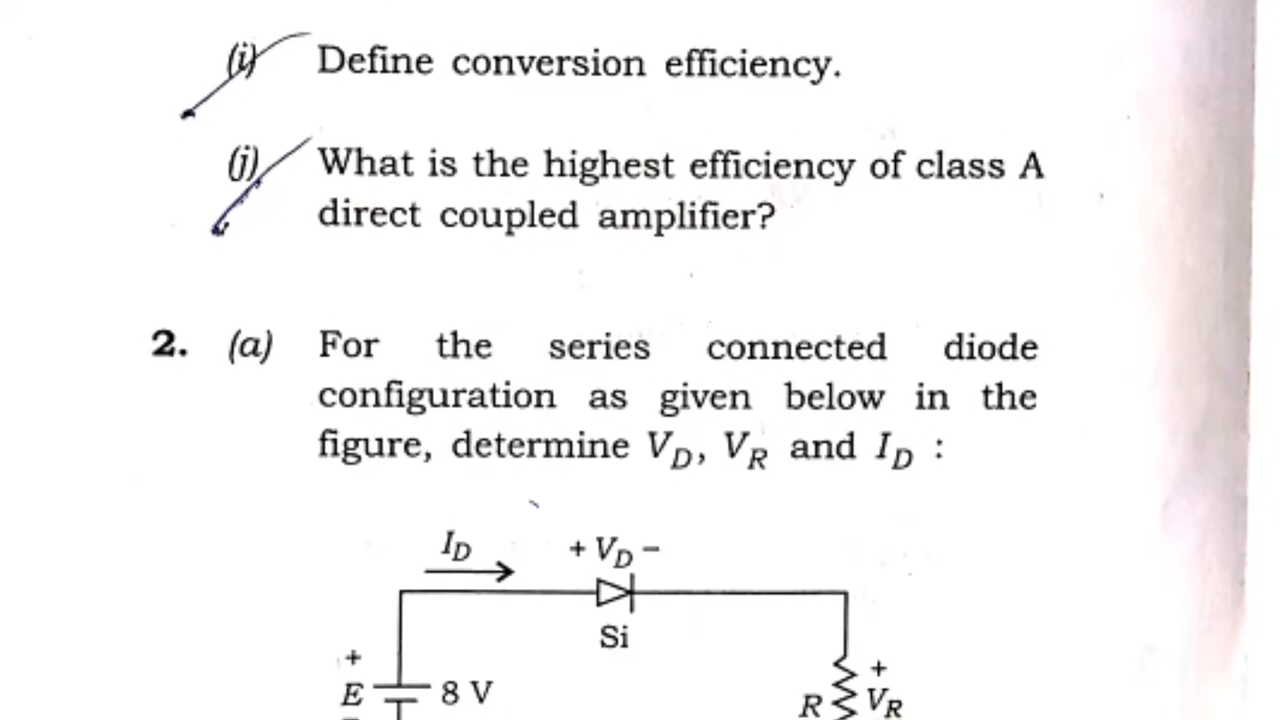 (i) Define conversion efficiency.
(j) What is the highest efficiency of class A
direct coupled amplifier?
2. (a) For the series connected diode
configuration as given below in the
figure, determine V_D, V_R and I_D :
I_D + V_D −
Si
+
E 8 V
+
R V_R